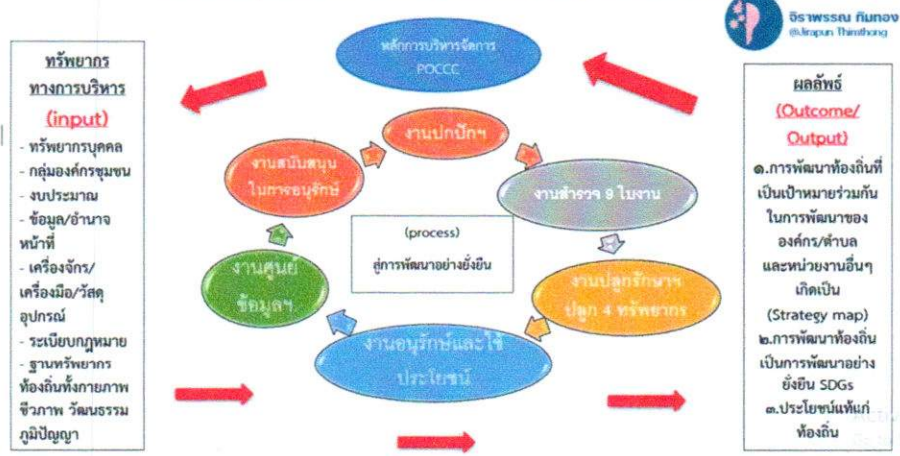 จิราพรรณ ทิมทอง
@Jirapun Thimthong
ทรัพยากร
ทางการบริหาร
(input)
- ทรัพยากรบุคคล
- กลุ่มองค์กรชุมชน
- งบประมาณ
- ข้อมูล/อำนาจ
หน้าที่
- เครื่องจักร/
เครื่องมือ/วัสดุ
อุปกรณ์
- ระเบียบกฎหมาย
- ฐานทรัพยากร
ท้องถิ่นทั้งกายภาพ
ชีวภาพ วัฒนธรรม
ภูมิปัญญา
หลักการบริหารจัดการ
POCCC
งานปกปักฯ
งานสำรวจ 9 ใบงาน
งานปลูกรักษาฯ
ปลูก 4 ทรัพยากร
งานอนุรักษ์และใช้
ประโยชน์
งานศูนย์
ข้อมูลฯ
งานสนับสนุน
ในการอนุรักษ์
(process)
สู่การพัฒนาอย่างยั่งยืน
ผลลัพธ์
(Outcome/
Output)
๑.การพัฒนาท้องถิ่นที่
เป็นเป้าหมายร่วมกัน
ในการพัฒนาของ
องค์กร/ตำบล
และหน่วยงานอื่นๆ
เกิดเป็น
(Strategy map)
๒.การพัฒนาท้องถิ่น
เป็นการพัฒนาอย่าง
ยั่งยืน SDGs
๓.ประโยชน์แท้แก่
ท้องถิ่น